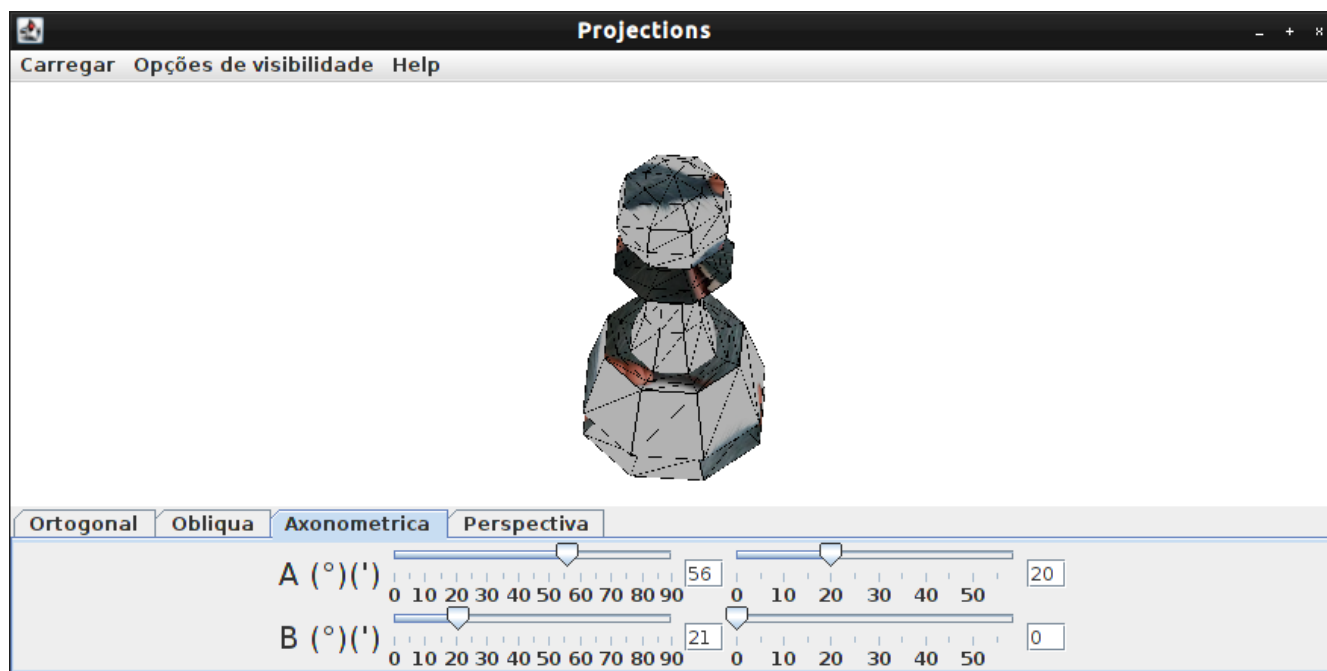 Projections
Carregar Opções de visibilidade Help
Ortogonal Obliqua Axonometrica Perspectiva
A (°)(') 56 20
0 10 20 30 40 50 60 70 80 90 0 10 20 30 40 50
B (°)(') 21 0
0 10 20 30 40 50 60 70 80 90 0 10 20 30 40 50